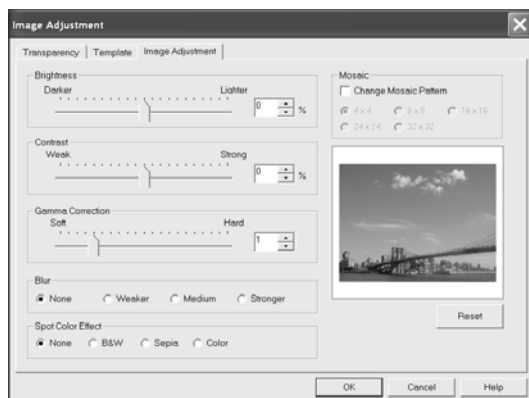 Image Adjustment
Transparency
Template
Image Adjustment
Brightness
Darker
Lighter
0
%
Contrast
Weak
Strong
0
%
Gamma Correction
Soft
Hard
1
Blur
None
Weaker
Medium
Stronger
Spot Color Effect
None
B&W
Sepia
Color
Mosaic
Change Mosaic Pattern
4 x 4
8 x 8
16 x 16
24 x 24
32 x 32
Reset
OK
Cancel
Help